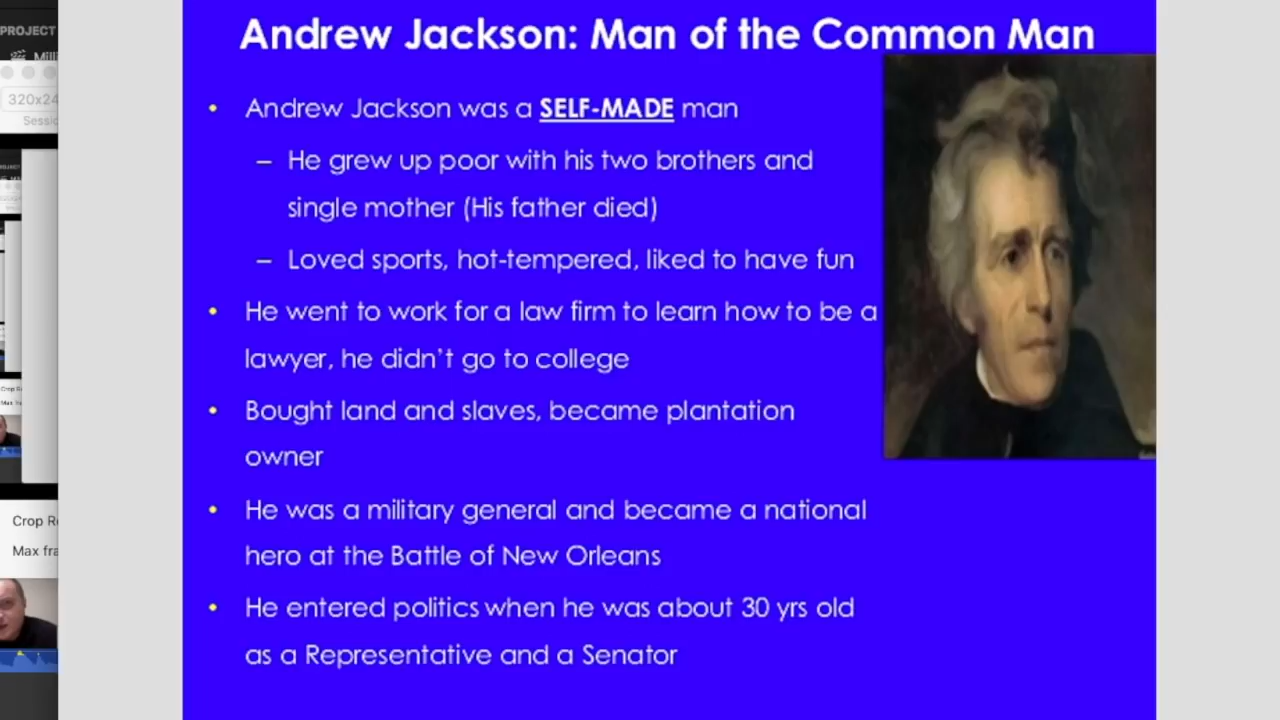 Andrew Jackson: Man of the Common Man
• Andrew Jackson was a SELF-MADE man
– He grew up poor with his two brothers and
single mother (His father died)
– Loved sports, hot-tempered, liked to have fun
• He went to work for a law firm to learn how to be a
lawyer, he didn't go to college
• Bought land and slaves, became plantation
owner
• He was a military general and became a national
hero at the Battle of New Orleans
• He entered politics when he was about 30 yrs old
as a Representative and a Senator
PROJECT
Milli
320x24
Sessio
Crop Re
Max fra